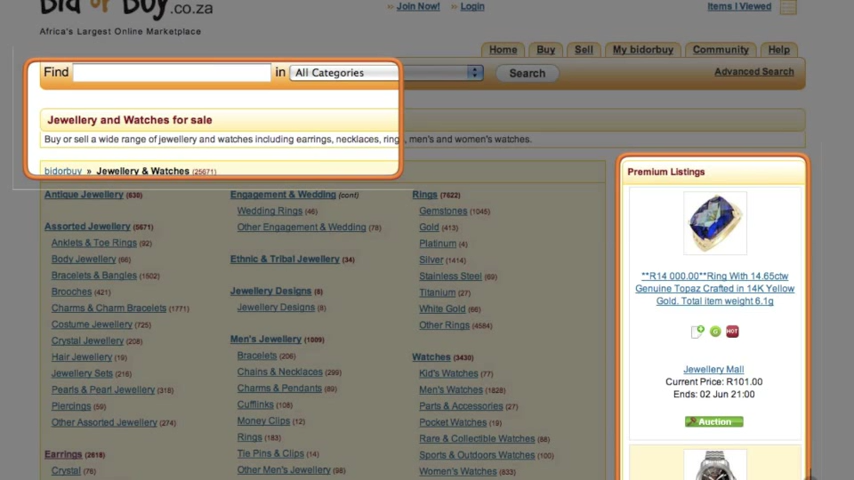 Bid or Buy.co.za
Africa's Largest Online Marketplace
Join Now!
Login
Items I Viewed
Home
Buy
Sell
My bidorbuy
Community
Help
Find
in
All Categories
Search
Advanced Search
Jewellery and Watches for sale
Buy or sell a wide range of jewellery and watches including earrings, necklaces, rings, men's and women's watches.
bidorbuy » Jewellery & Watches (25671)
Antique Jewellery (630)
Assorted Jewellery (5671)
Anklets & Toe Rings (92)
Body Jewellery (66)
Bracelets & Bangles (1502)
Brooches (421)
Charms & Charm Bracelets (1771)
Costume Jewellery (725)
Crystal Jewellery (208)
Hair Jewellery (19)
Jewellery Sets (218)
Pearls & Pearl Jewellery (318)
Piercings (59)
Other Assorted Jewellery (274)
Earrings (2618)
Crystal (76)
Engagement & Wedding (cont)
Wedding Rings (46)
Other Engagement & Wedding (78)
Ethnic & Tribal Jewellery (34)
Jewellery Designs (8)
Jewellery Designs (8)
Men's Jewellery (1009)
Bracelets (206)
Chains & Necklaces (299)
Charms & Pendants (69)
Cufflinks (108)
Money Clips (12)
Rings (183)
Tie Pins & Clips (14)
Other Men's Jewellery (98)
Rings (7622)
Gemstones (1045)
Gold (413)
Platinum (4)
Silver (1414)
Stainless Steel (69)
Titanium (27)
White Gold (66)
Other Rings (4584)
Watches (3430)
Kid's Watches (77)
Men's Watches (1828)
Parts & Accessories (27)
Pocket Watches (19)
Rare & Collectible Watches (88)
Sports & Outdoors Watches (100)
Women's Watches (833)
Premium Listings
**R14 000.00**Ring With 14.65ctw
Genuine Topaz Crafted in 14K Yellow
Gold. Total item weight 6.1g
HOT
Jewellery Mall
Current Price: R101.00
Ends: 02 Jun 21:00
Auction